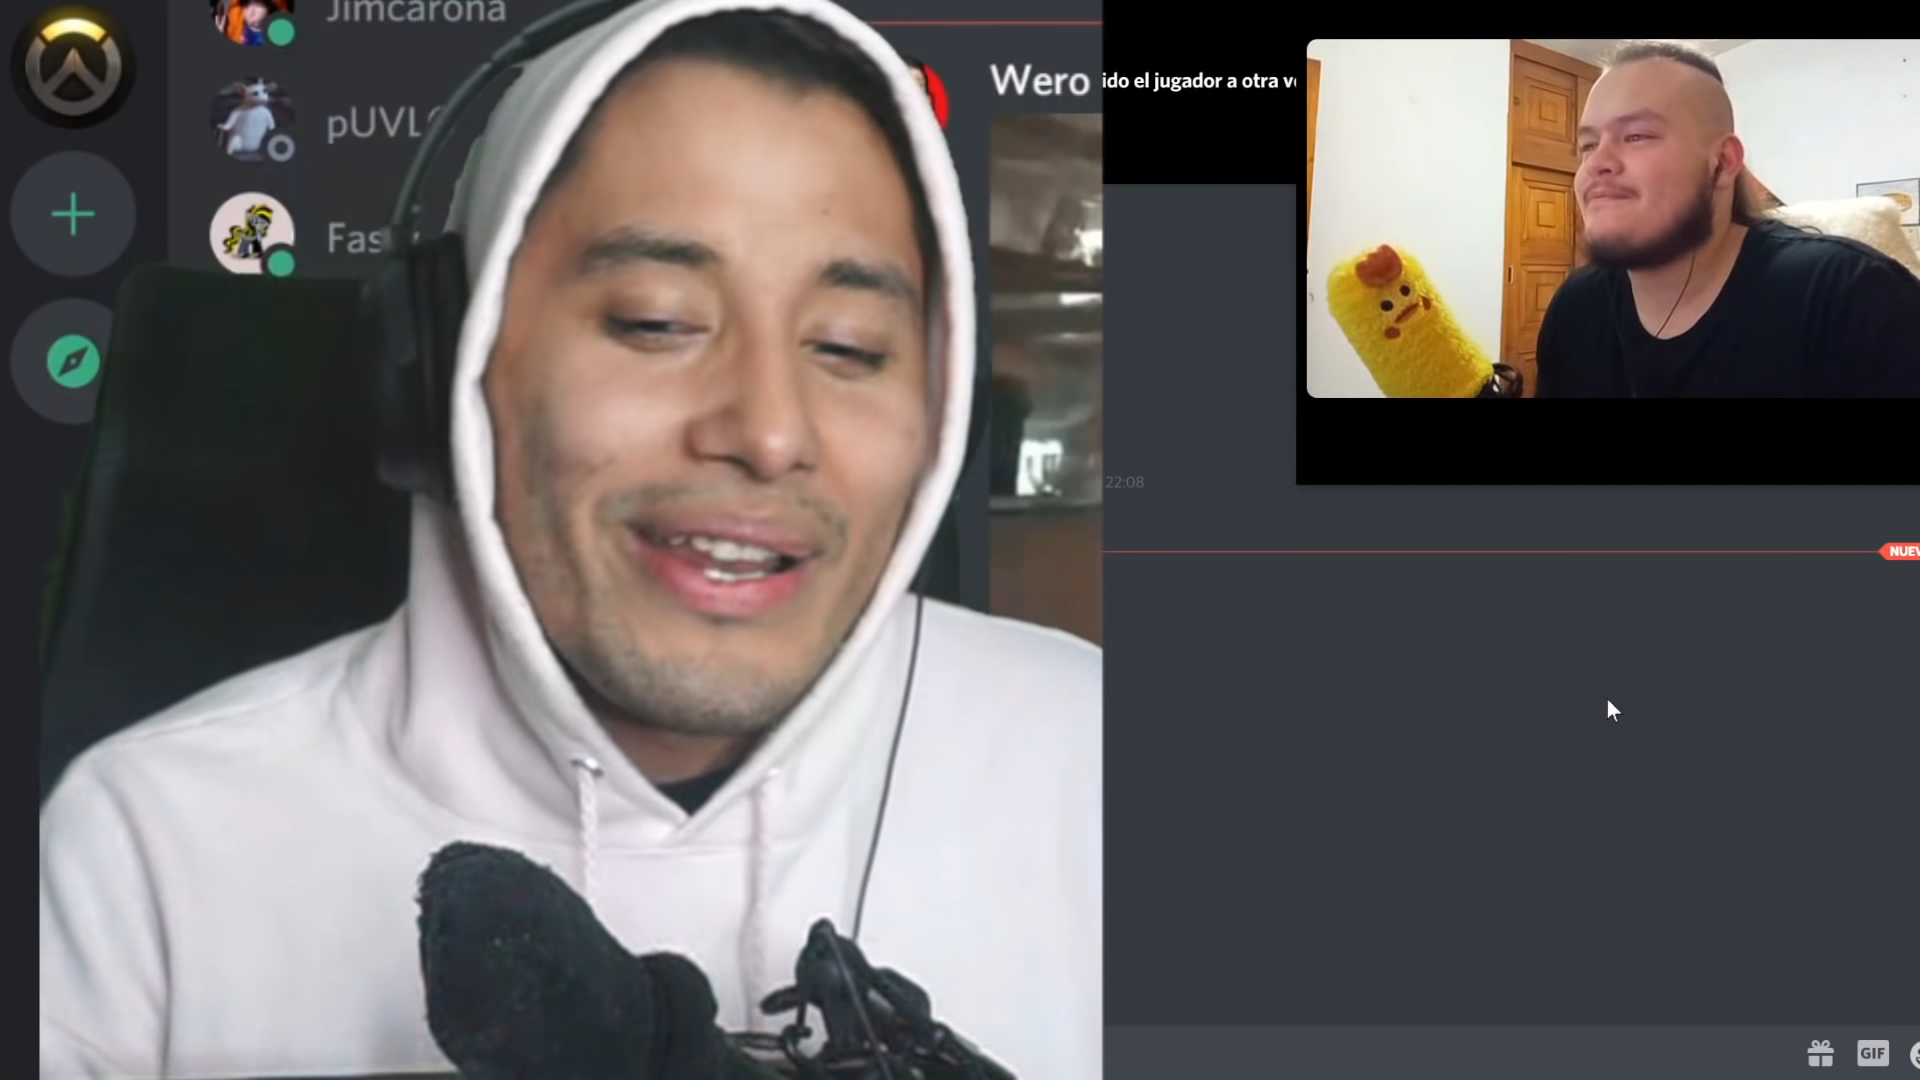 Jimcarona
pUVL
Fas
Wero
ido el jugador a otra v
22:08
NUEV
GIF